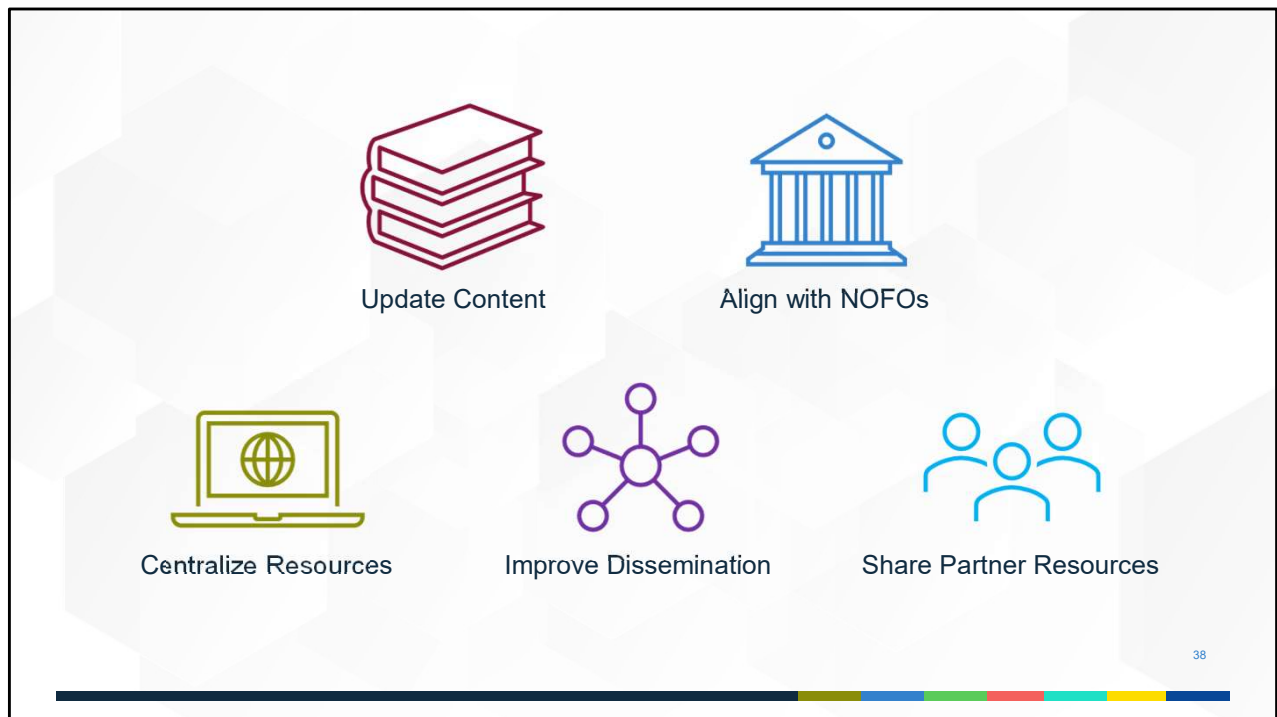 Update Content
Align with NOFOs
Centralize Resources
Improve Dissemination
Share Partner Resources
38